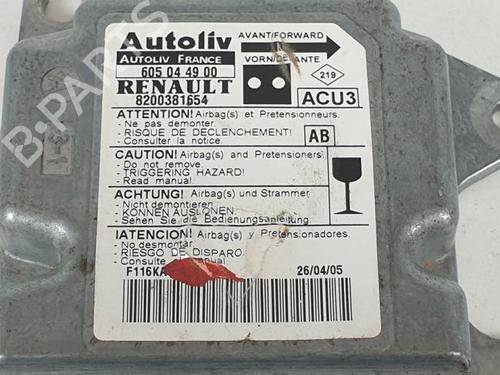 Autoliv
AVANT/FORWARD
AUTOLIV FRANCE
VORN/DELANTE
605 04 49 00
219
RENAULT
8200381654
ACU3
ATTENTION! Airbag(s) et Pretensionneurs.
- Ne pas demonter.
- RISQUE DE DECLENCHEMENT!
- Consulter la notice.
AB
CAUTION! Airbag(s) and Pretensioners
- Do not remove.
- TRIGGERING HAZARD!
- Read manual.
ACHTUNG! Airbag(s) und Strammer.
- Nicht demontieren.
- KÖNNEN AUSLÖSEN.
- Sehen Sie die Bedienungsanleitung.
¡ATENCION! Airbag(s) y Pretensionadores.
- No desmontar.
- RIESGO DE DISPARO.
- Consulte manual.
F116KA
26/04/05
B-PARTS